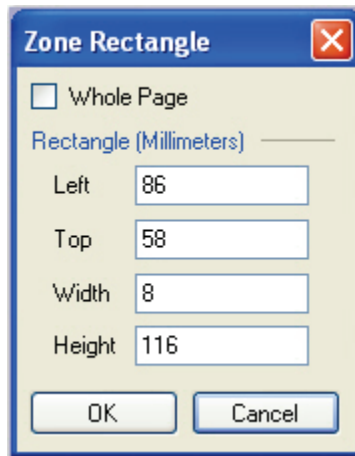 Zone Rectangle
Whole Page
Rectangle (Millimeters)
Left 86
Top 58
Width 8
Height 116
OK Cancel